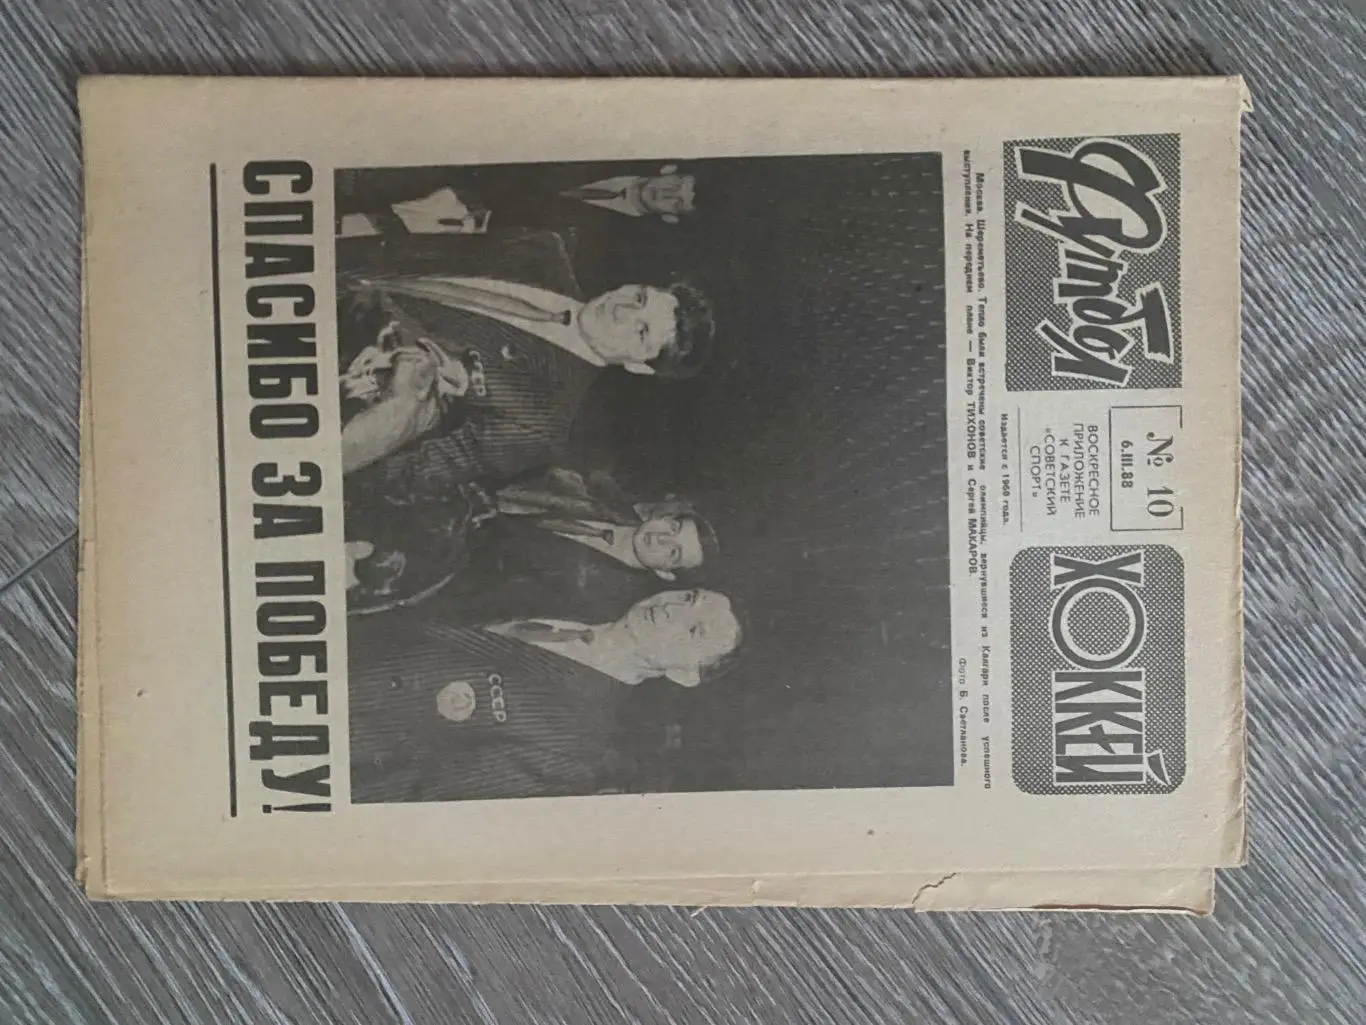 Футбол
№ 10
6.III.88
ВОСКРЕСНОЕ
ПРИЛОЖЕНИЕ
К ГАЗЕТЕ
«СОВЕТСКИЙ
СПОРТ»
Издается с 1960 года.
ХОККЕЙ
Москва. Шереметьево. Тепло были встречены советские олимпийцы, вернувшиеся из Калгари после успешного
выступления. На переднем плане — Виктор ТИХОНОВ и Сергей МАКАРОВ.
Фото Б. Светланова.
СССР
СССР
СПАСИБО ЗА ПОБЕДУ!